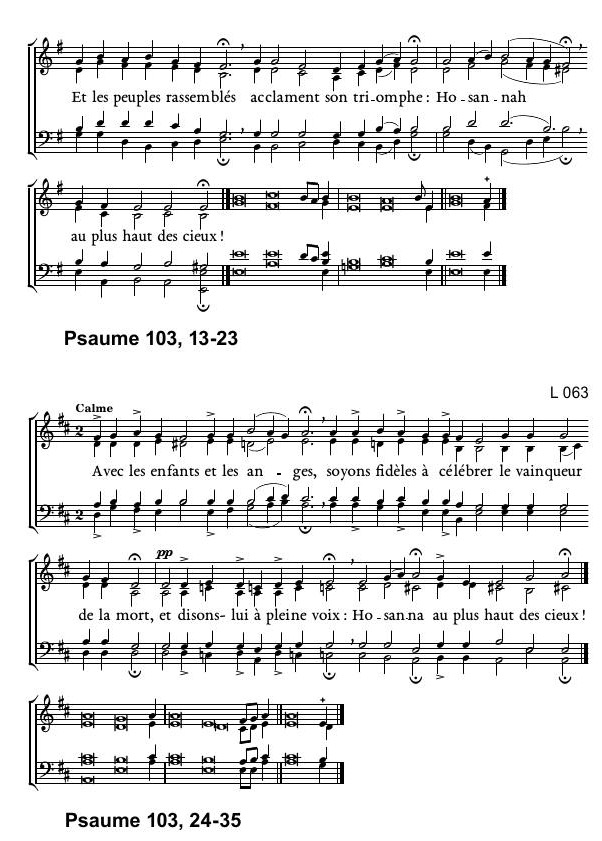 Et les peuples rassemblés acclament son tri-omphe : Ho - san - nah
au plus haut des cieux !
Psaume 103, 13-23
L 063
Calme
Avec les enfants et les an - ges, soyons fidèles à célébrer le vainqueur
pp
de la mort, et disons- lui à pleine voix : Ho - san.na au plus haut des cieux !
Psaume 103, 24-35